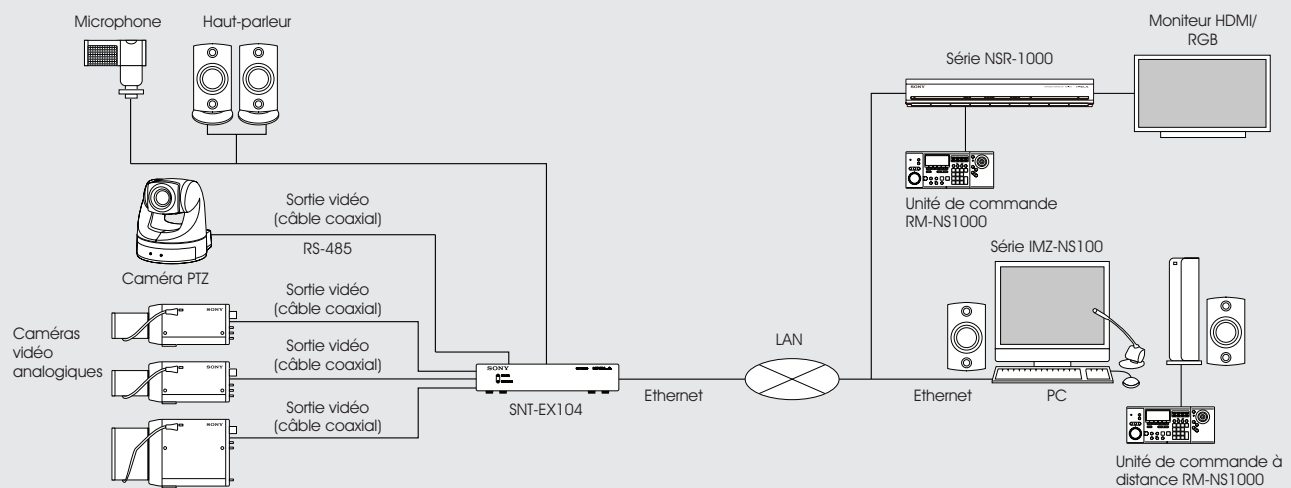 Microphone
Haut-parleur
Moniteur HDMI/
RGB
Série NSR-1000
SONY
Unité de commande
RM-NS1000
Sortie vidéo
(câble coaxial)
RS-485
Caméra PTZ
Série IMZ-NS100
Sortie vidéo
(câble coaxial)
SONY
Caméras
vidéo
analogiques
Sortie vidéo
(câble coaxial)
SONY
LAN
SONY
Ethernet
Ethernet
PC
SNT-EX104
Sortie vidéo
(câble coaxial)
SONY
Unité de commande à
distance RM-NS1000